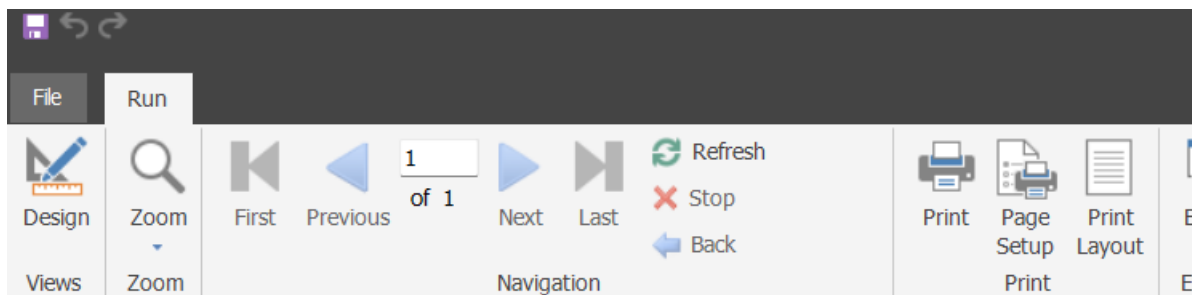 File Run
1
of 1
Refresh
Stop
Back
Design
Zoom
First Previous Next Last
Print Page Setup Print Layout
Views Zoom Navigation Print